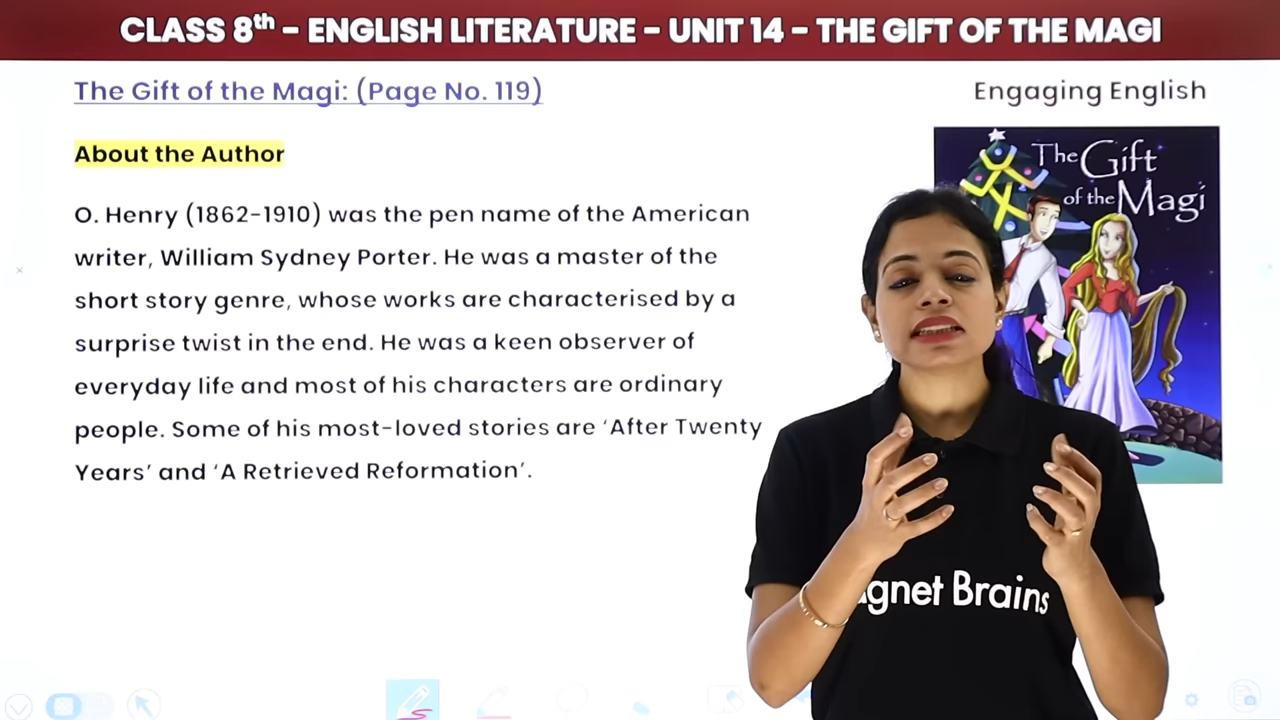 CLASS 8th – ENGLISH LITERATURE – UNIT 14 – THE GIFT OF THE MAGI
The Gift of the Magi: (Page No. 119)
Engaging English
About the Author
O. Henry (1862-1910) was the pen name of the American
writer, William Sydney Porter. He was a master of the
short story genre, whose works are characterised by a
surprise twist in the end. He was a keen observer of
everyday life and most of his characters are ordinary
people. Some of his most-loved stories are ‘After Twenty
Years’ and ‘A Retrieved Reformation’.
The Gift
of the Magi
Brains